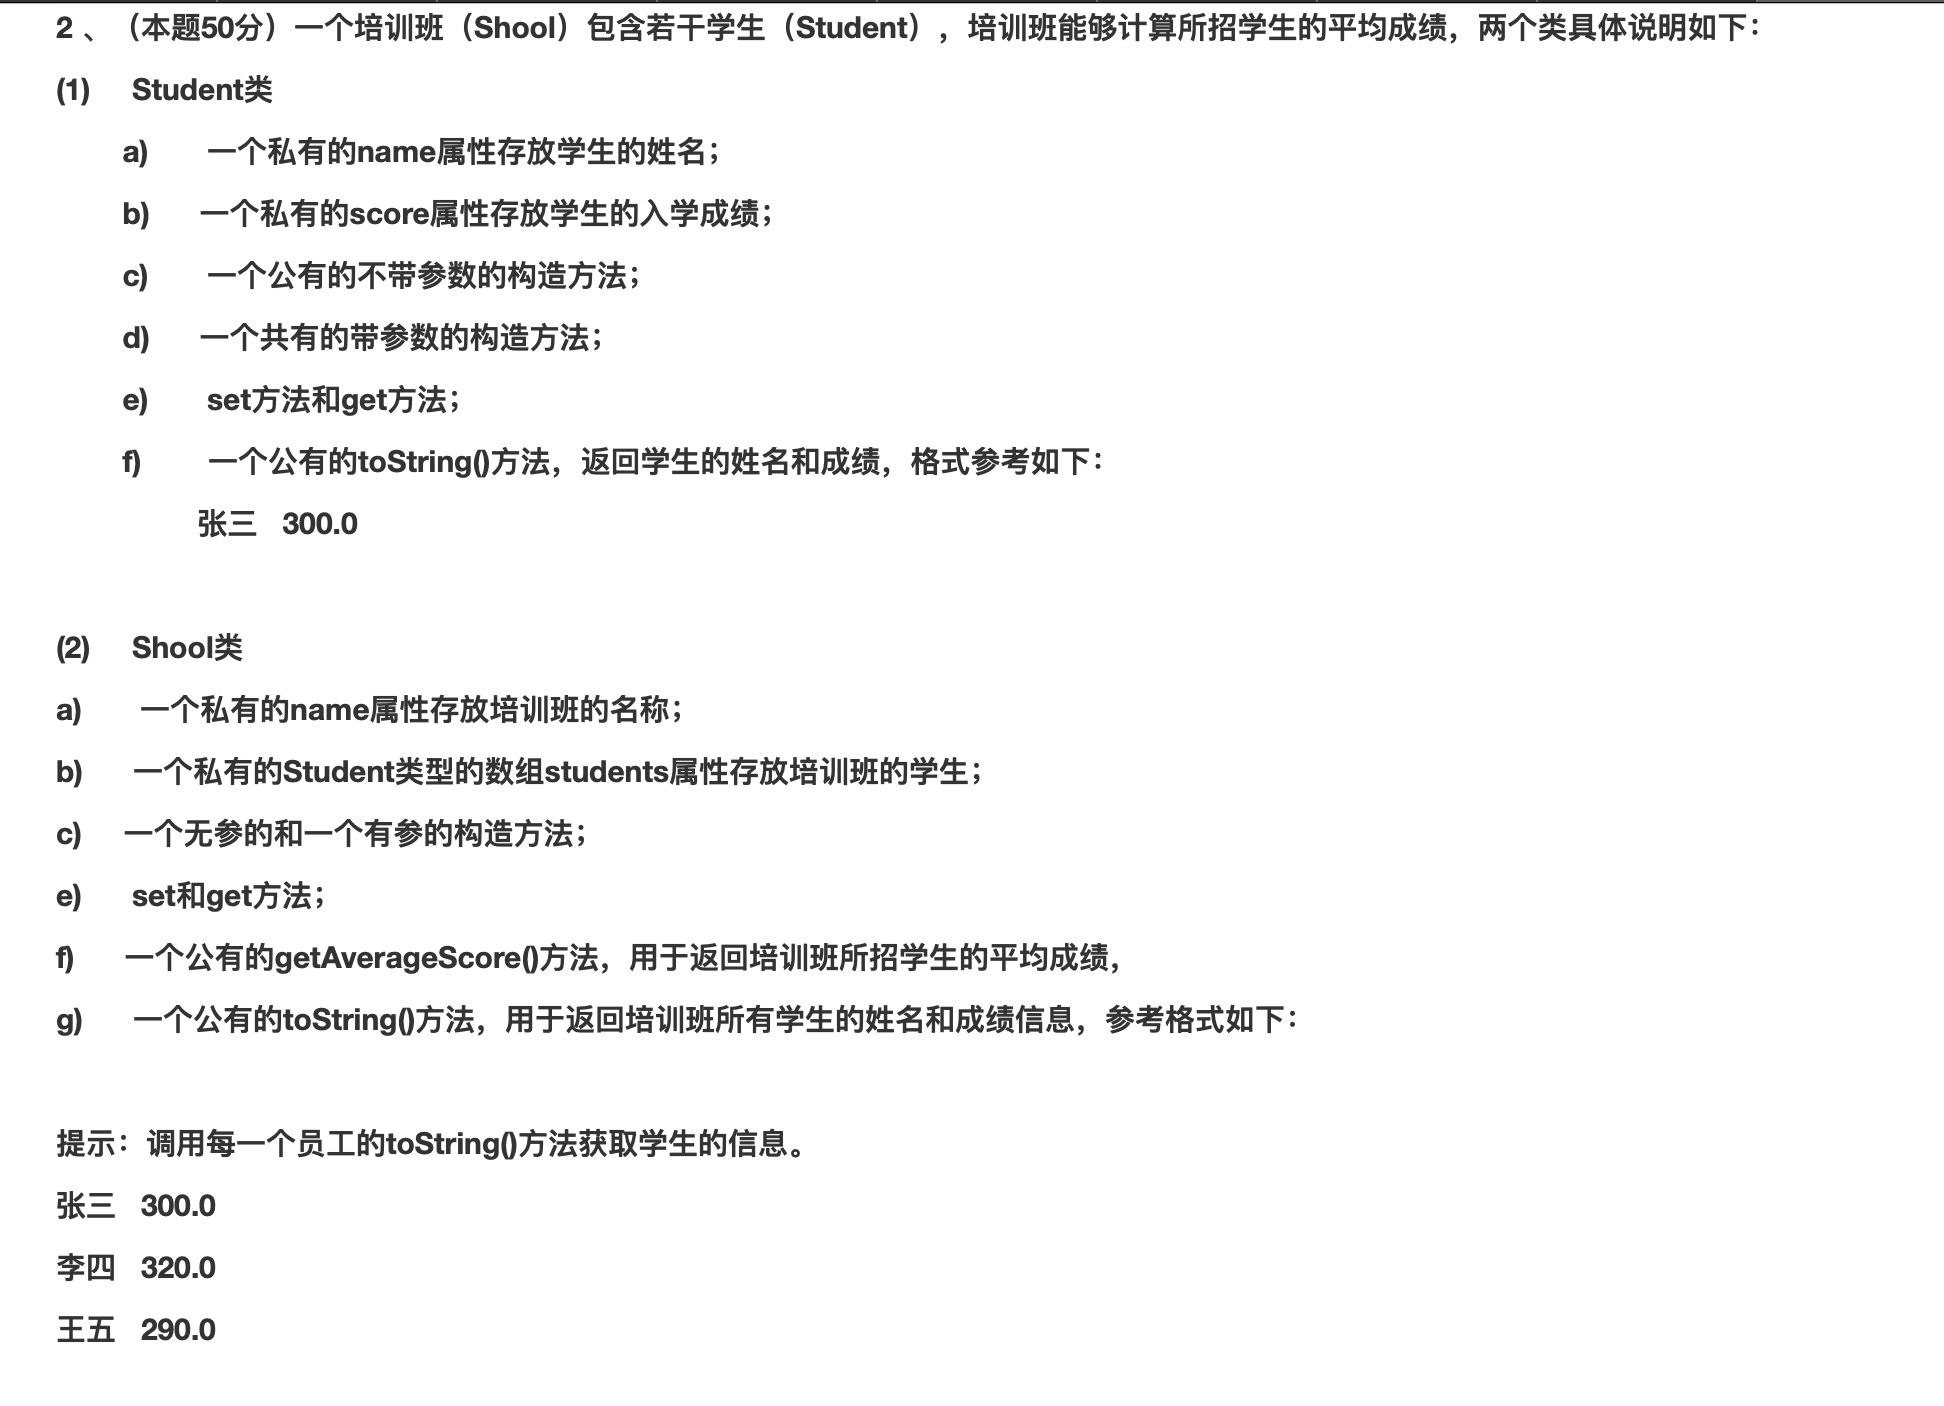 2 、（本题50分）一个培训班（Shool）包含若干学生（Student），培训班能够计算所招学生的平均成绩，两个类具体说明如下：
(1) Student类
a) 一个私有的name属性存放学生的姓名；
b) 一个私有的score属性存放学生的入学成绩；
c) 一个公有的不带参数的构造方法；
d) 一个共有的带参数的构造方法；
e) set方法和get方法；
f) 一个公有的toString()方法，返回学生的姓名和成绩，格式参考如下：
张三 300.0
(2) Shool类
a) 一个私有的name属性存放培训班的名称；
b) 一个私有的Student类型的数组students属性存放培训班的学生；
c) 一个无参的和一个有参的构造方法；
e) set和get方法；
f) 一个公有的getAverageScore()方法，用于返回培训班所招学生的平均成绩，
g) 一个公有的toString()方法，用于返回培训班所有学生的姓名和成绩信息，参考格式如下：
提示：调用每一个员工的toString()方法获取学生的信息。
张三 300.0
李四 320.0
王五 290.0